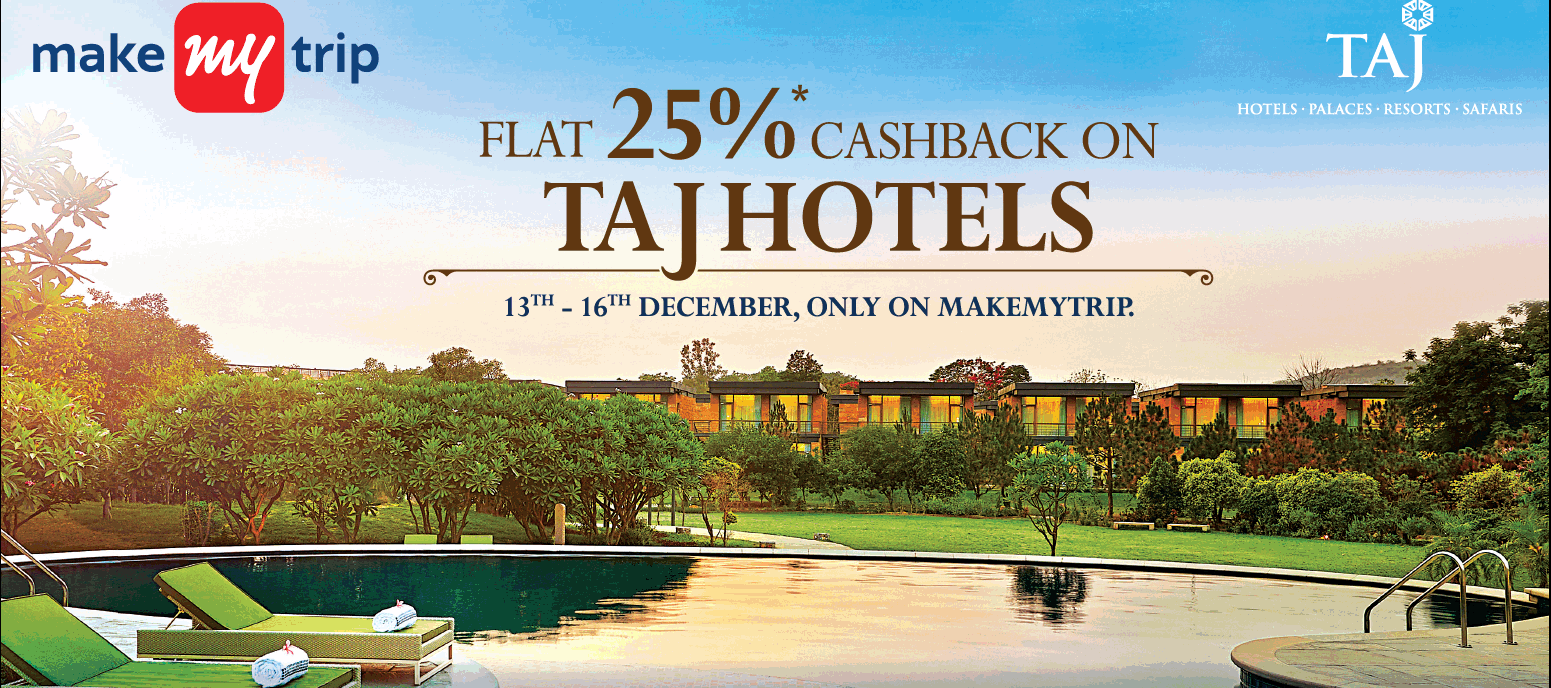 make my trip
TAJ
HOTELS · PALACES · RESORTS · SAFARIS
FLAT 25%* CASHBACK ON
TAJ HOTELS
13TH - 16TH DECEMBER, ONLY ON MAKEMYTRIP.